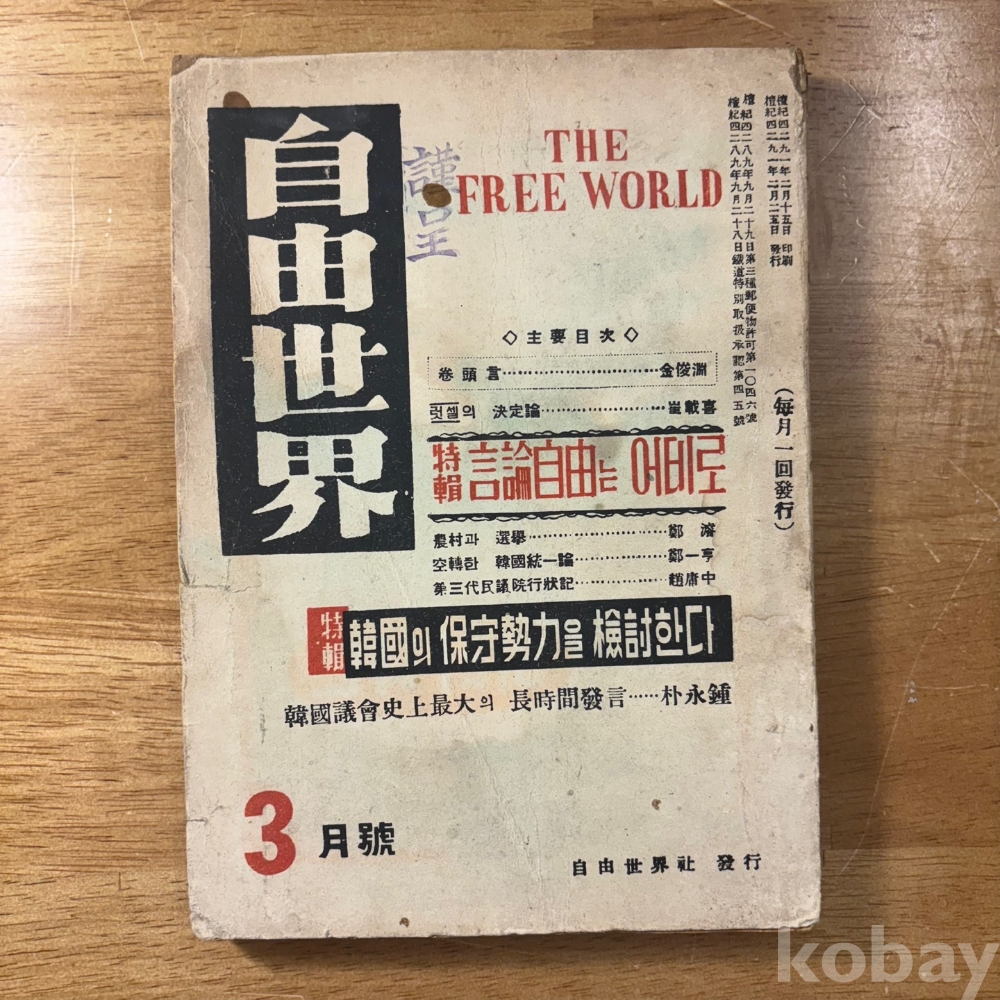 自由世界
謹呈
THE
FREE WORLD
檀紀四二九一年二月十五日 印刷
檀紀四二九一年二月二五日 發行
檀紀四二八九年九月二十九日第三種郵便物許可第一〇四六號
檀紀四二八九年九月二十八日鐵道特別取扱承認第四五號
(每月一回發行)
◇主要目次◇
卷頭言……………………金俊淵
럿셀의 決定論……………………崔載喜
特輯 言論自由는 어데로
農村과 選擧……………………鄭濬
空轉한 韓國統一論……………………鄭一亨
第三代民議院行狀記……………………趙庸中
特輯 韓國의 保守勢力을 檢討한다
韓國議會史上最大의 長時間發言……朴永鍾
3月號
自由世界社 發行
kobay